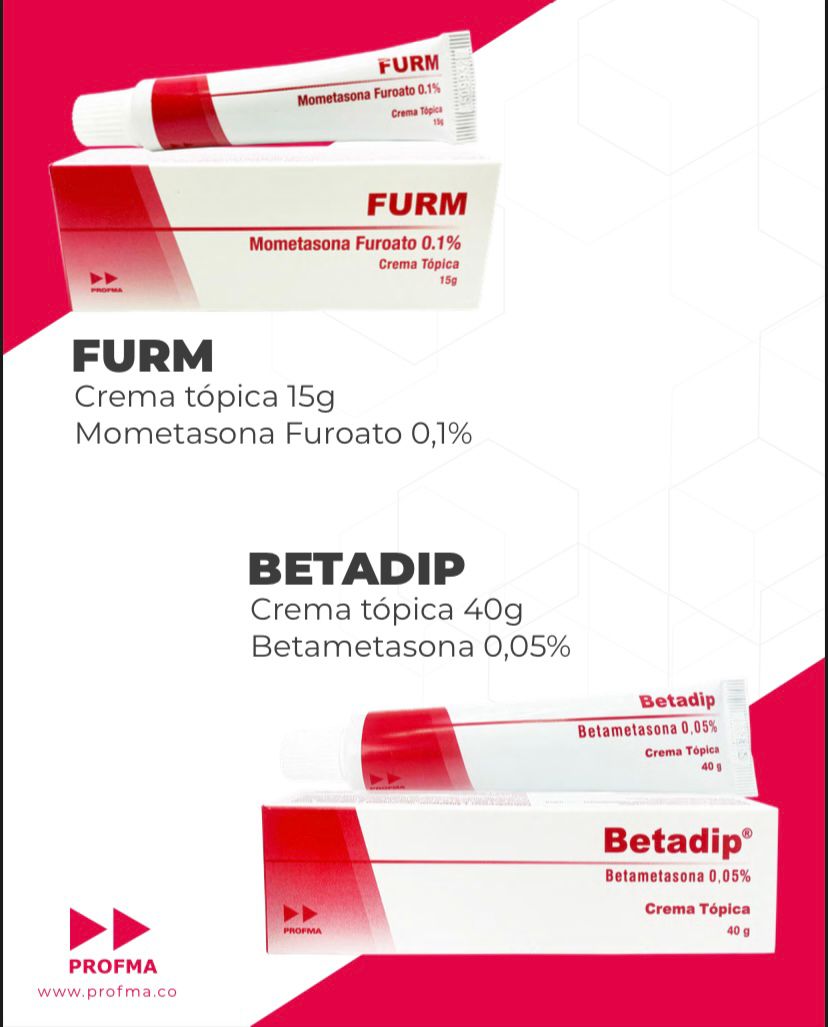 FURM
Mometasona Furoato 0.1%
Crema Tópica
15g
FURM
Mometasona Furoato 0.1%
Crema Tópica
15g
PROFMA
FURM
Crema tópica 15g
Mometasona Furoato 0,1%
BETADIP
Crema tópica 40g
Betametasona 0,05%
Betadip
Betametasona 0,05%
Crema Tópica
40 g
PROFMA
Betadip®
Betametasona 0,05%
Crema Tópica
40 g
PROFMA
PROFMA
www.profma.co